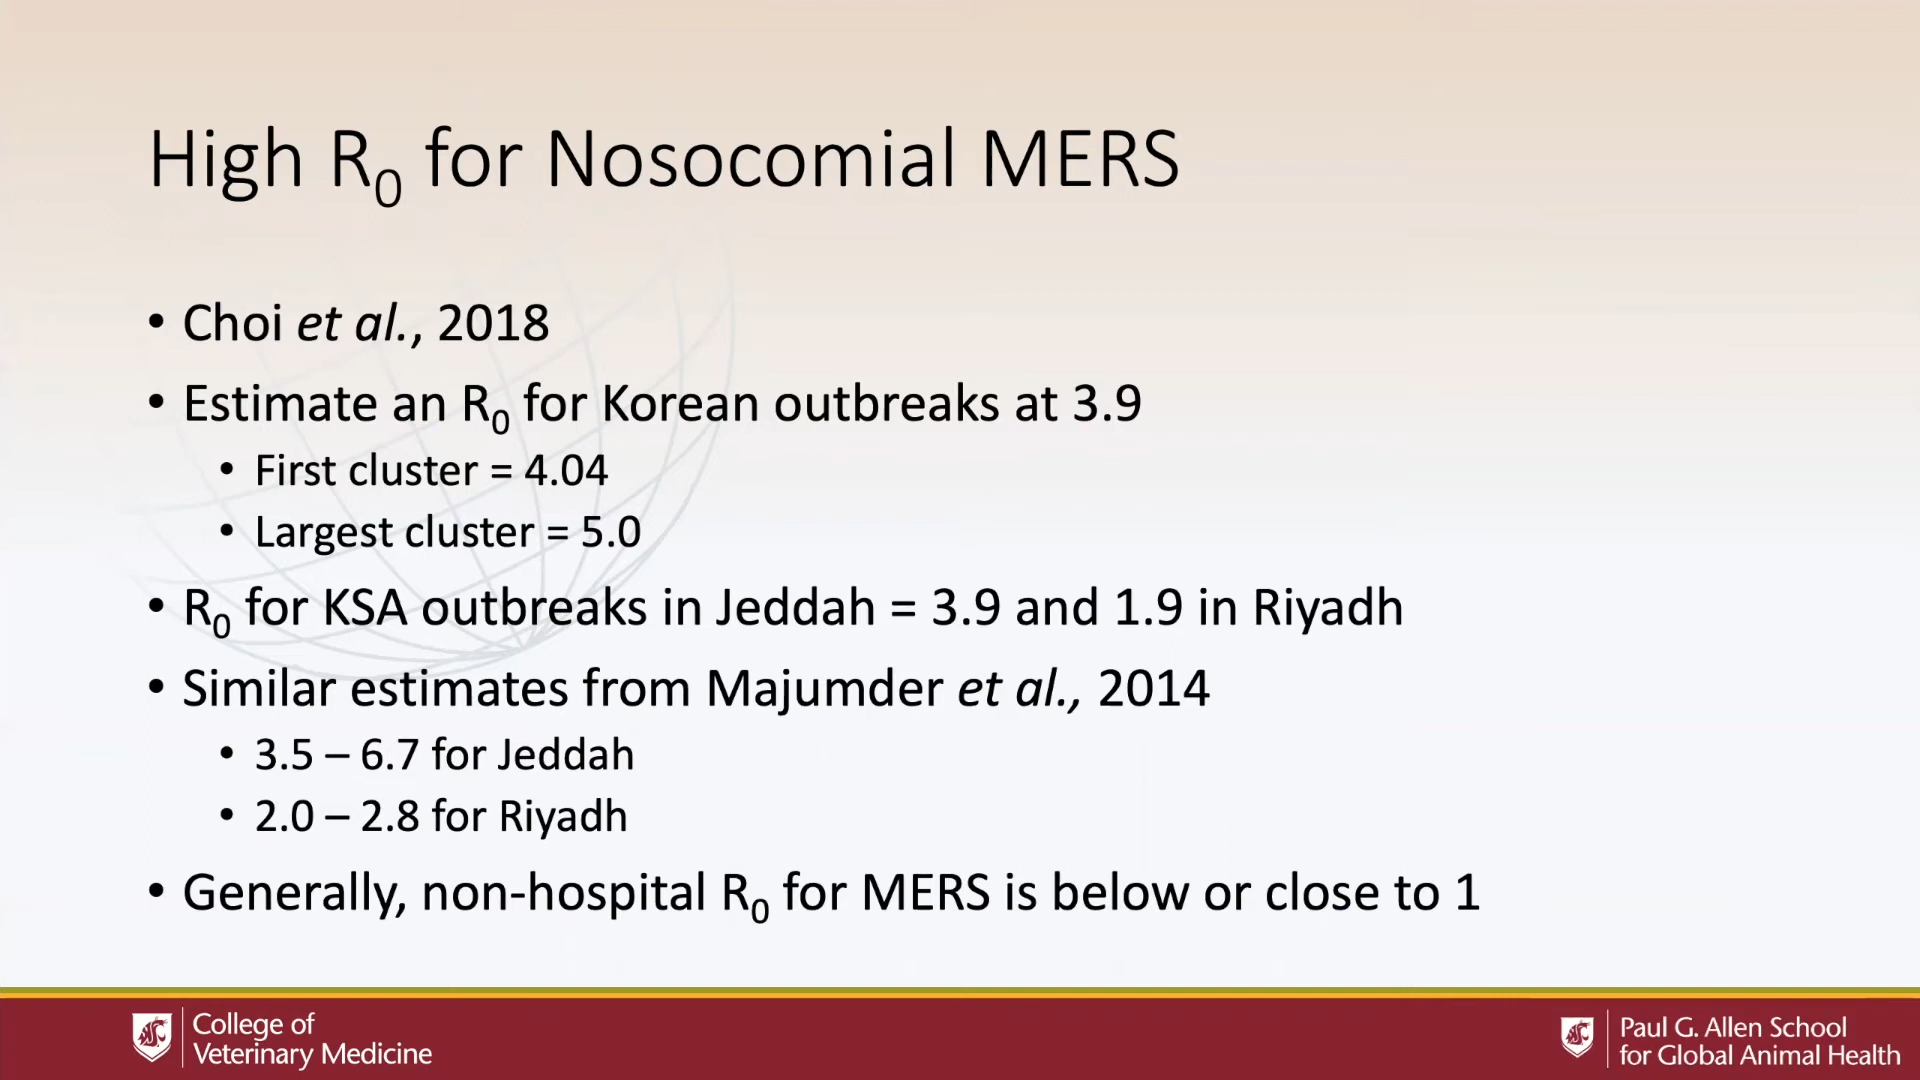 High R₀ for Nosocomial MERS
• Choi et al., 2018
• Estimate an R₀ for Korean outbreaks at 3.9
• First cluster = 4.04
• Largest cluster = 5.0
• R₀ for KSA outbreaks in Jeddah = 3.9 and 1.9 in Riyadh
• Similar estimates from Majumder et al., 2014
• 3.5 – 6.7 for Jeddah
• 2.0 – 2.8 for Riyadh
• Generally, non-hospital R₀ for MERS is below or close to 1
College of
Veterinary Medicine
Paul G. Allen School
for Global Animal Health